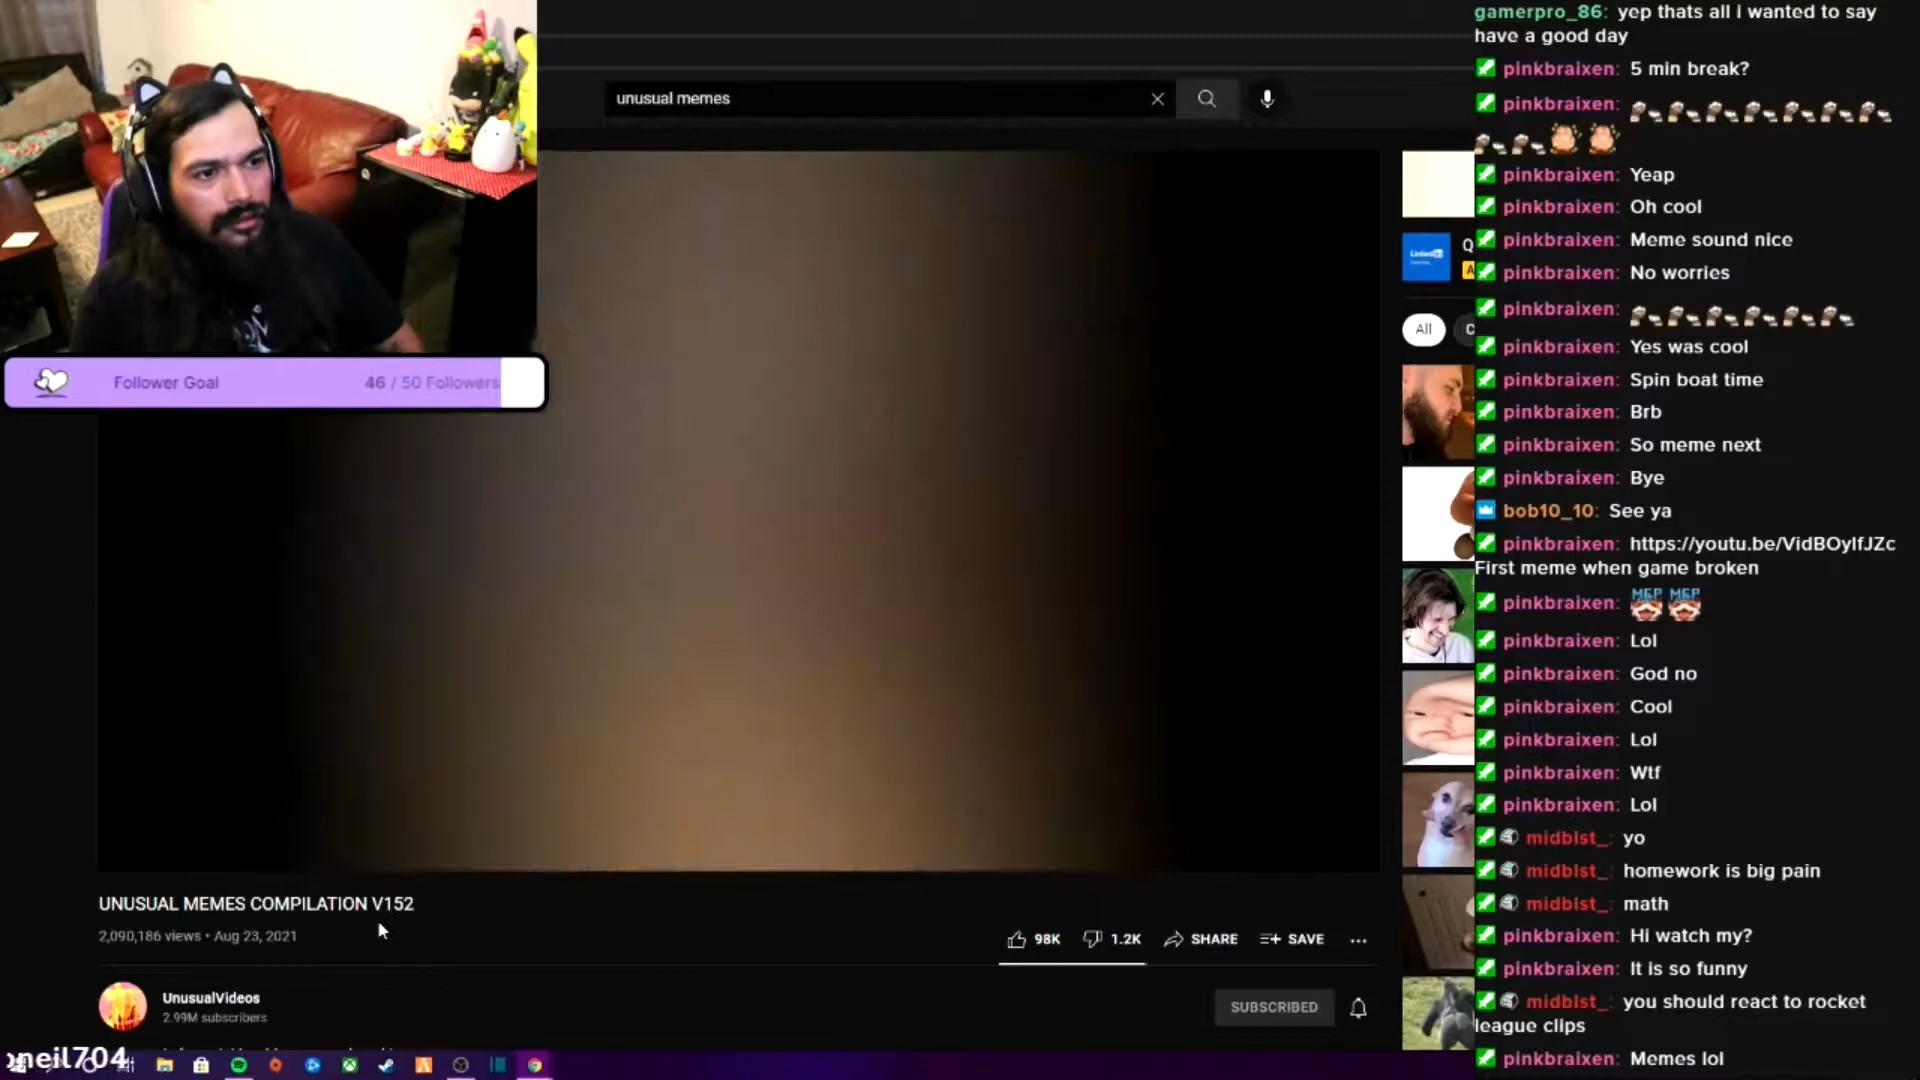 unusual memes
Follower Goal
46 / 50 Followers
LinkedIn
Q
A
All
C
UNUSUAL MEMES COMPILATION V152
2,090,186 views • Aug 23, 2021
98K
1.2K
SHARE
SAVE
UnusualVideos
2.99M subscribers
SUBSCRIBED
neil704
gamerpro_86: yep thats all i wanted to say
have a good day
pinkbraixen: 5 min break?
pinkbraixen:
pinkbraixen: Yeap
pinkbraixen: Oh cool
pinkbraixen: Meme sound nice
pinkbraixen: No worries
pinkbraixen:
pinkbraixen: Yes was cool
pinkbraixen: Spin boat time
pinkbraixen: Brb
pinkbraixen: So meme next
pinkbraixen: Bye
bob10_10: See ya
pinkbraixen: https://youtu.be/VidBOyIfJZc
First meme when game broken
pinkbraixen: MEP MEP
pinkbraixen: Lol
pinkbraixen: God no
pinkbraixen: Cool
pinkbraixen: Lol
pinkbraixen: Wtf
pinkbraixen: Lol
midblst_: yo
midblst_: homework is big pain
midblst_: math
pinkbraixen: Hi watch my?
pinkbraixen: It is so funny
midblst_: you should react to rocket
league clips
pinkbraixen: Memes lol